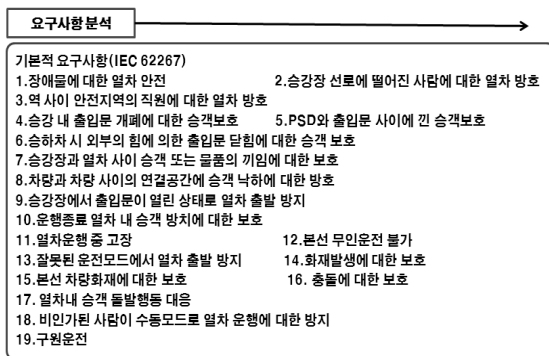 요구사항분석
기본적 요구사항(IEC 62267)
1.장애물에 대한 열차 안전 2.승강장 선로에 떨어진 사람에 대한 열차 방호
3.역 사이 안전지역의 직원에 대한 열차 방호
4.승강 내 출입문 개폐에 대한 승객보호 5.PSD와 출입문 사이에 낀 승객보호
6.승하차 시 외부의 힘에 의한 출입문 닫힘에 대한 승객 보호
7.승강장과 열차 사이 승객 또는 물품의 끼임에 대한 보호
8.차량과 차량 사이의 연결공간에 승객 낙하에 대한 방호
9.승강장에서 출입문이 열린 상태로 열차 출발 방지
10.운행종료 열차 내 승객 방치에 대한 보호
11.열차운행 중 고장 12.본선 무인운전 불가
13.잘못된 운전모드에서 열차 출발 방지 14.화재발생에 대한 보호
15.본선 차량화재에 대한 보호 16. 충돌에 대한 보호
17. 열차내 승객 돌발행동 대응
18. 비인가된 사람이 수동모드로 열차 운행에 대한 방지
19.구원운전